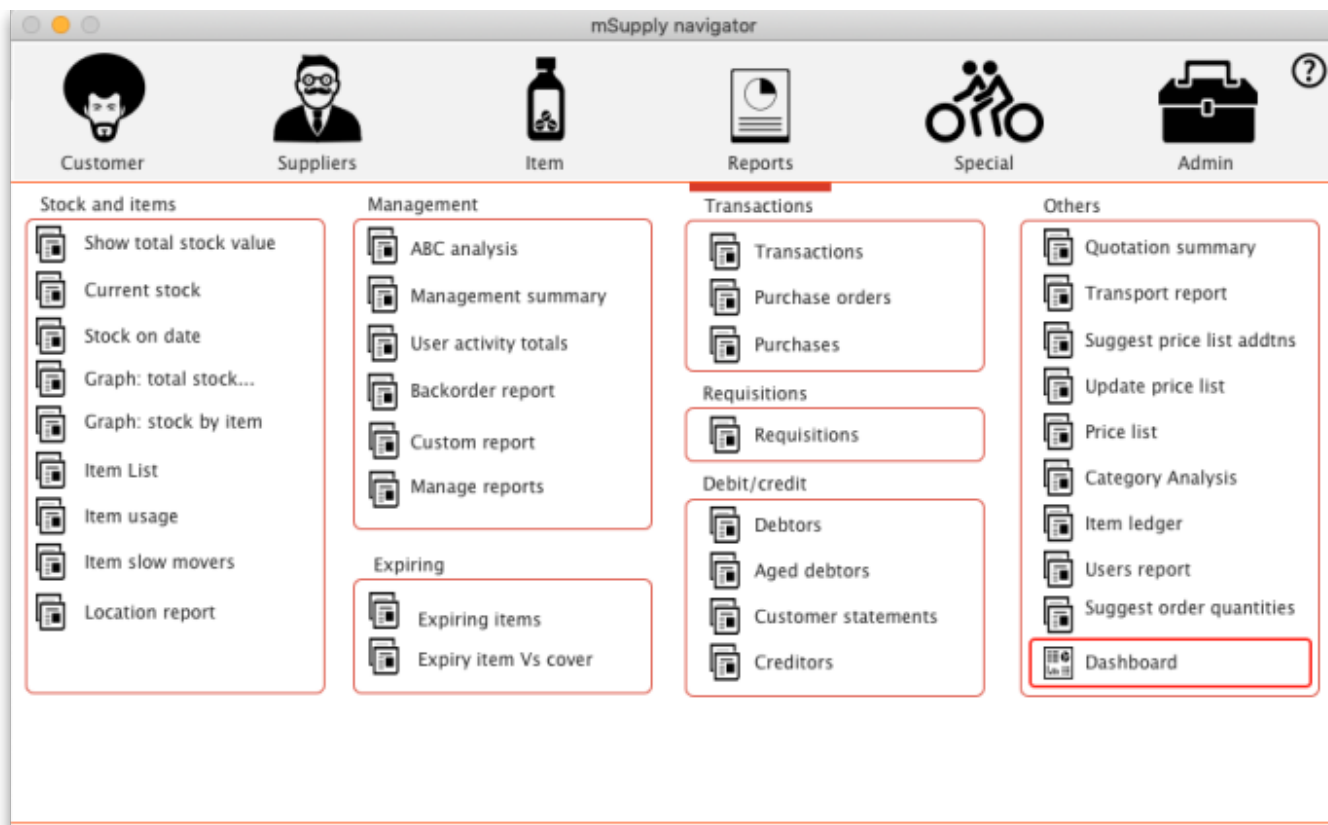 mSupply navigator
?
Customer
Suppliers
Item
Reports
Special
Admin
Stock and items
Show total stock value
Current stock
Stock on date
Graph: total stock...
Graph: stock by item
Item List
Item usage
Item slow movers
Location report
Management
ABC analysis
Management summary
User activity totals
Backorder report
Custom report
Manage reports
Expiring
Expiring items
Expiry item Vs cover
Transactions
Transactions
Purchase orders
Purchases
Requisitions
Requisitions
Debit/credit
Debtors
Aged debtors
Customer statements
Creditors
Others
Quotation summary
Transport report
Suggest price list addtns
Update price list
Price list
Category Analysis
Item ledger
Users report
Suggest order quantities
Dashboard